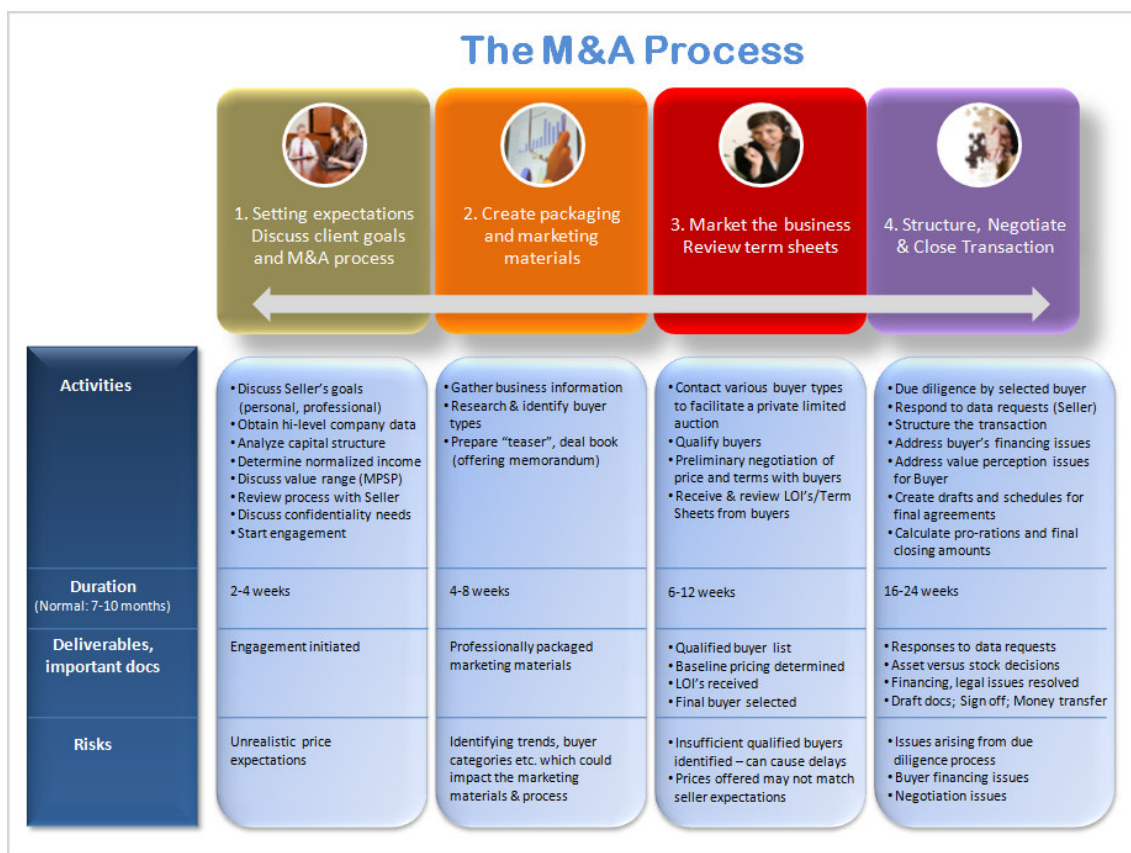 The M&A Process
1. Setting expectations
Discuss client goals
and M&A process
2. Create packaging
and marketing
materials
3. Market the business
Review term sheets
4. Structure, Negotiate
& Close Transaction
Activities
• Discuss Seller's goals
(personal, professional)
• Obtain hi-level company data
• Analyze capital structure
• Determine normalized income
• Discuss value range (MPSP)
• Review process with Seller
• Discuss confidentiality needs
• Start engagement
• Gather business information
• Research & identify buyer
types
• Prepare “teaser”, deal book
(offering memorandum)
• Contact various buyer types
to facilitate a private limited
auction
• Qualify buyers
• Preliminary negotiation of
price and terms with buyers
• Receive & review LOI's/Term
Sheets from buyers
• Due diligence by selected buyer
• Respond to data requests (Seller)
• Structure the transaction
• Address buyer's financing issues
• Address value perception issues
for Buyer
• Create drafts and schedules for
final agreements
• Calculate pro-rations and final
closing amounts
Duration
(Normal: 7-10 months)
2-4 weeks
4-8 weeks
6-12 weeks
16-24 weeks
Deliverables,
important docs
Engagement initiated
Professionally packaged
marketing materials
• Qualified buyer list
• Baseline pricing determined
• LOI's received
• Final buyer selected
• Responses to data requests
• Asset versus stock decisions
• Financing, legal issues resolved
• Draft docs; Sign off; Money transfer
Risks
Unrealistic price
expectations
Identifying trends, buyer
categories etc. which could
impact the marketing
materials & process
• Insufficient qualified buyers
identified – can cause delays
• Prices offered may not match
seller expectations
• Issues arising from due
diligence process
• Buyer financing issues
• Negotiation issues